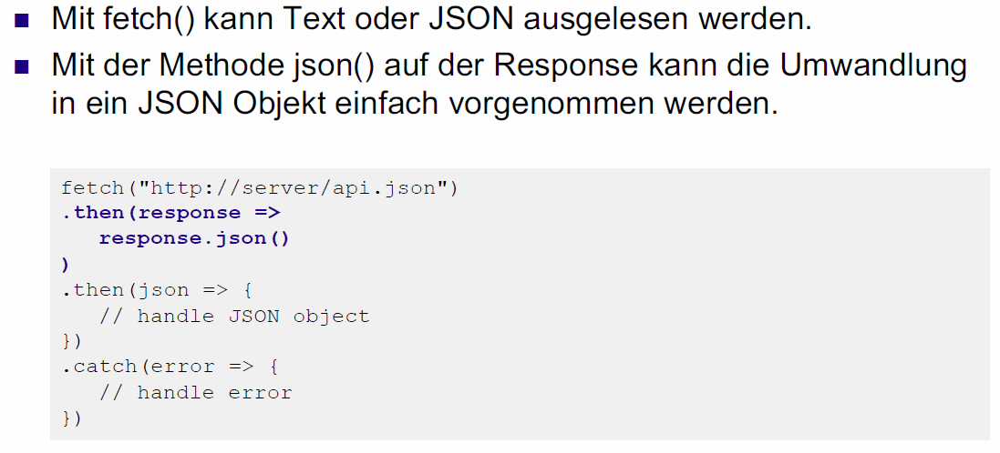 Mit fetch() kann Text oder JSON ausgelesen werden.
Mit der Methode json() auf der Response kann die Umwandlung
in ein JSON Objekt einfach vorgenommen werden.
fetch("http://server/api.json")
.then(response =>
   response.json()
)
.then(json => {
   // handle JSON object
})
.catch(error => {
   // handle error
})